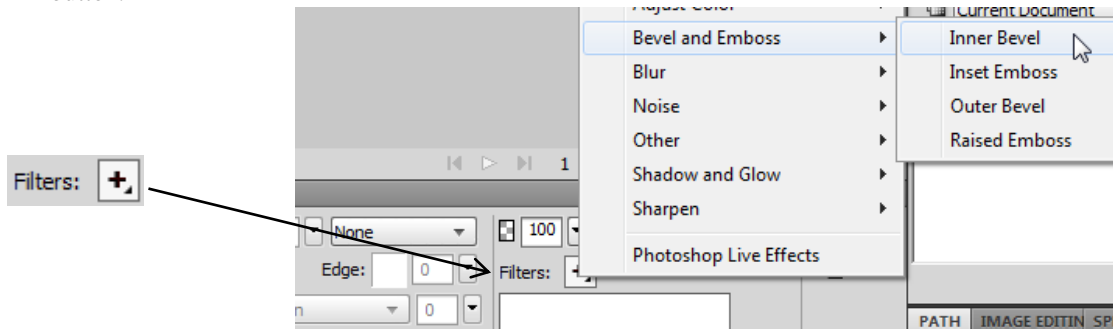 Adjust Color
Current Document
Bevel and Emboss
Inner Bevel
Blur
Inset Emboss
Noise
Outer Bevel
Other
Raised Emboss
1
Shadow and Glow
Filters:
Sharpen
None
100
Photoshop Live Effects
Edge:
0
Filters:
0
PATH
IMAGE EDITIN
SP